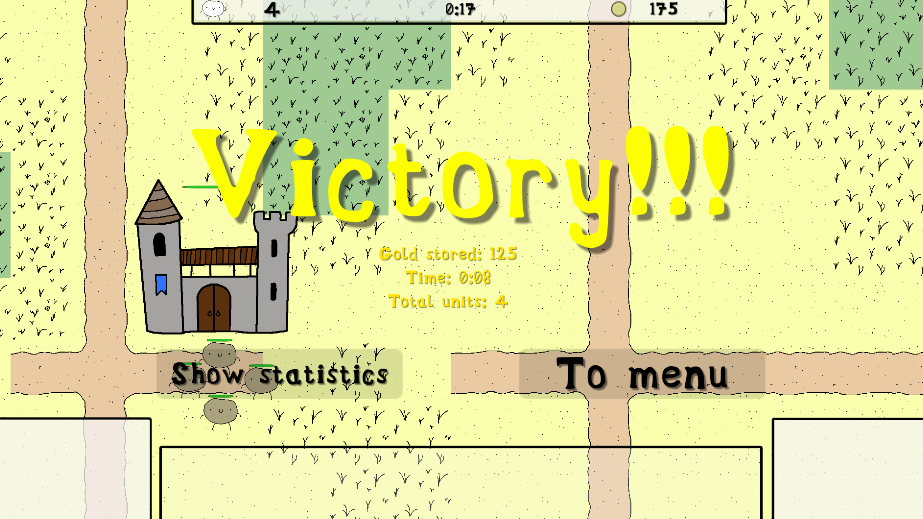 4 0:17 175
Victory!!!
Gold stored: 125
Time: 0:08
Total units: 4
Show statistics
To menu